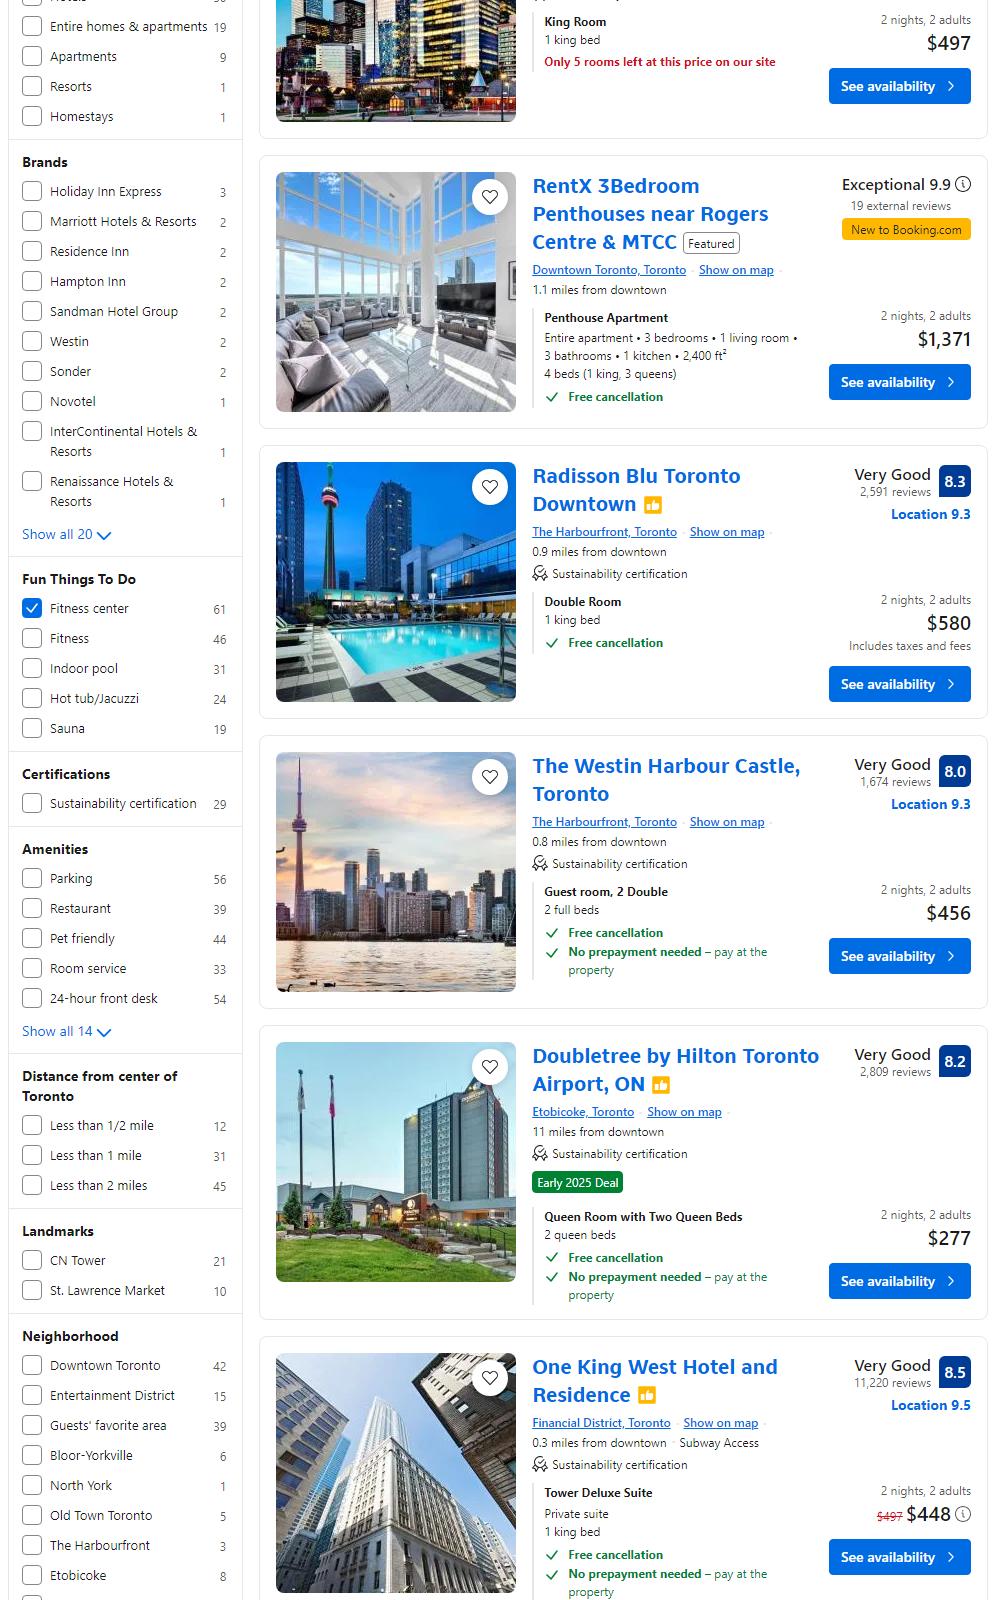 Entire homes & apartments 19
Apartments 9
Resorts 1
Homestays 1
Brands
Holiday Inn Express 3
Marriott Hotels & Resorts 2
Residence Inn 2
Hampton Inn 2
Sandman Hotel Group 2
Westin 2
Sonder 2
Novotel 1
InterContinental Hotels &
Resorts 1
Renaissance Hotels &
Resorts 1
Show all 20
Fun Things To Do
Fitness center 61
Fitness 46
Indoor pool 31
Hot tub/Jacuzzi 24
Sauna 19
Certifications
Sustainability certification 29
Amenities
Parking 56
Restaurant 39
Pet friendly 44
Room service 33
24-hour front desk 54
Show all 14
Distance from center of
Toronto
Less than 1/2 mile 12
Less than 1 mile 31
Less than 2 miles 45
Landmarks
CN Tower 21
St. Lawrence Market 10
Neighborhood
Downtown Toronto 42
Entertainment District 15
Guests' favorite area 39
Bloor-Yorkville 6
North York 1
Old Town Toronto 5
The Harbourfront 3
Etobicoke 8
King Room
1 king bed
Only 5 rooms left at this price on our site
2 nights, 2 adults
$497
See availability
RentX 3Bedroom
Penthouses near Rogers
Centre & MTCC Featured
Downtown Toronto, Toronto · Show on map ·
1.1 miles from downtown
Exceptional 9.9
19 external reviews
New to Booking.com
Penthouse Apartment
Entire apartment • 3 bedrooms • 1 living room •
3 bathrooms • 1 kitchen • 2,400 ft²
4 beds (1 king, 3 queens)
Free cancellation
2 nights, 2 adults
$1,371
See availability
Radisson Blu Toronto
Downtown
The Harbourfront, Toronto · Show on map ·
0.9 miles from downtown
Sustainability certification
Very Good 8.3
2,591 reviews
Location 9.3
Double Room
1 king bed
Free cancellation
2 nights, 2 adults
$580
Includes taxes and fees
See availability
The Westin Harbour Castle,
Toronto
The Harbourfront, Toronto · Show on map ·
0.8 miles from downtown
Sustainability certification
Very Good 8.0
1,674 reviews
Location 9.3
Guest room, 2 Double
2 full beds
Free cancellation
No prepayment needed – pay at the
property
2 nights, 2 adults
$456
See availability
Doubletree by Hilton Toronto
Airport, ON
Etobicoke, Toronto · Show on map ·
11 miles from downtown
Sustainability certification
Early 2025 Deal
Very Good 8.2
2,809 reviews
Queen Room with Two Queen Beds
2 queen beds
Free cancellation
No prepayment needed – pay at the
property
2 nights, 2 adults
$277
See availability
One King West Hotel and
Residence
Financial District, Toronto · Show on map ·
0.3 miles from downtown · Subway Access
Sustainability certification
Very Good 8.5
11,220 reviews
Location 9.5
Tower Deluxe Suite
Private suite
1 king bed
Free cancellation
No prepayment needed – pay at the
property
2 nights, 2 adults
$497 $448
See availability